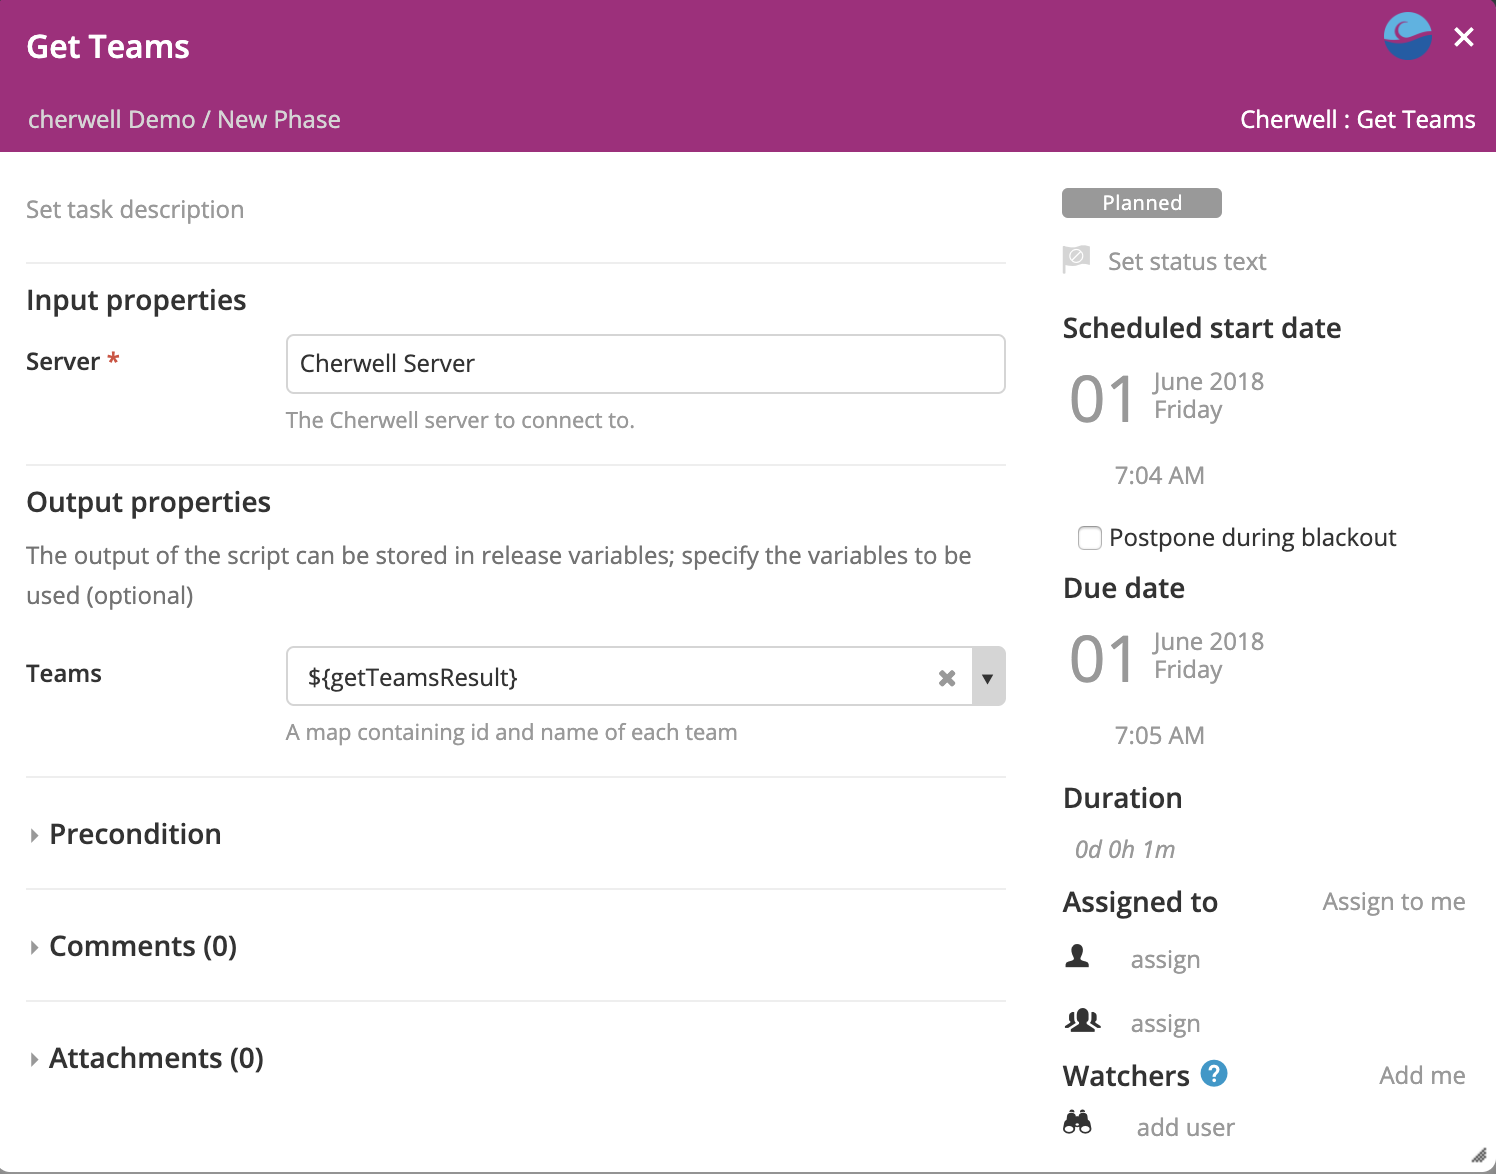 Get Teams
cherwell Demo / New Phase
Cherwell : Get Teams
Set task description
Input properties
Server *
Cherwell Server
The Cherwell server to connect to.
Output properties
The output of the script can be stored in release variables; specify the variables to be
used (optional)
Teams
${getTeamsResult}
A map containing id and name of each team
Precondition
Comments (0)
Attachments (0)
Planned
Set status text
Scheduled start date
01
June 2018
Friday
7:04 AM
Postpone during blackout
Due date
01
June 2018
Friday
7:05 AM
Duration
0d 0h 1m
Assigned to
Assign to me
assign
assign
Watchers ?
Add me
add user